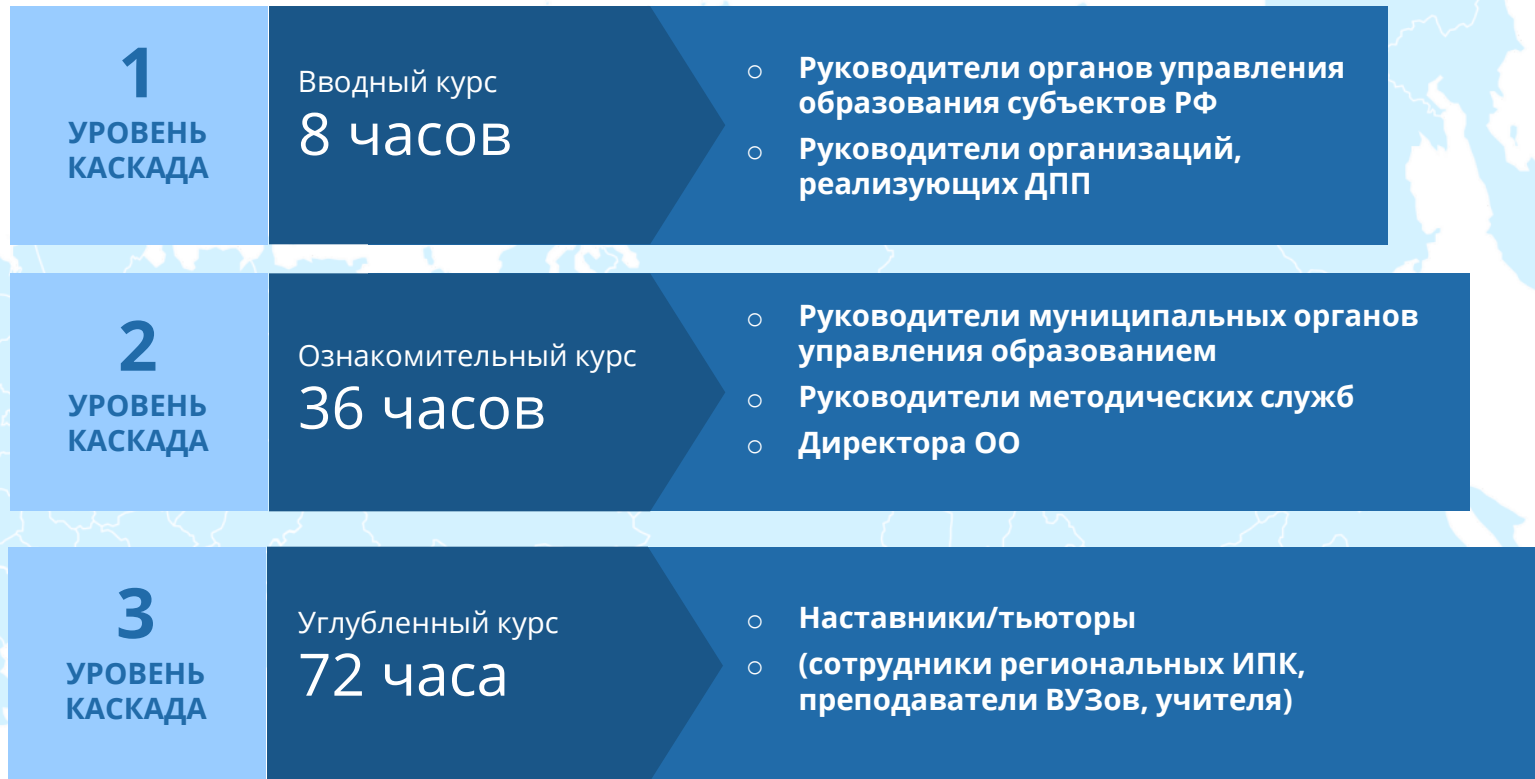 1
УРОВЕНЬ
КАСКАДА
Вводный курс
8 часов
○ Руководители органов управления
образования субъектов РФ
○ Руководители организаций,
реализующих ДПП
2
УРОВЕНЬ
КАСКАДА
Ознакомительный курс
36 часов
○ Руководители муниципальных органов
управления образованием
○ Руководители методических служб
○ Директора ОО
3
УРОВЕНЬ
КАСКАДА
Углубленный курс
72 часа
○ Наставники/тьюторы
○ (сотрудники региональных ИПК,
преподаватели ВУЗов, учителя)